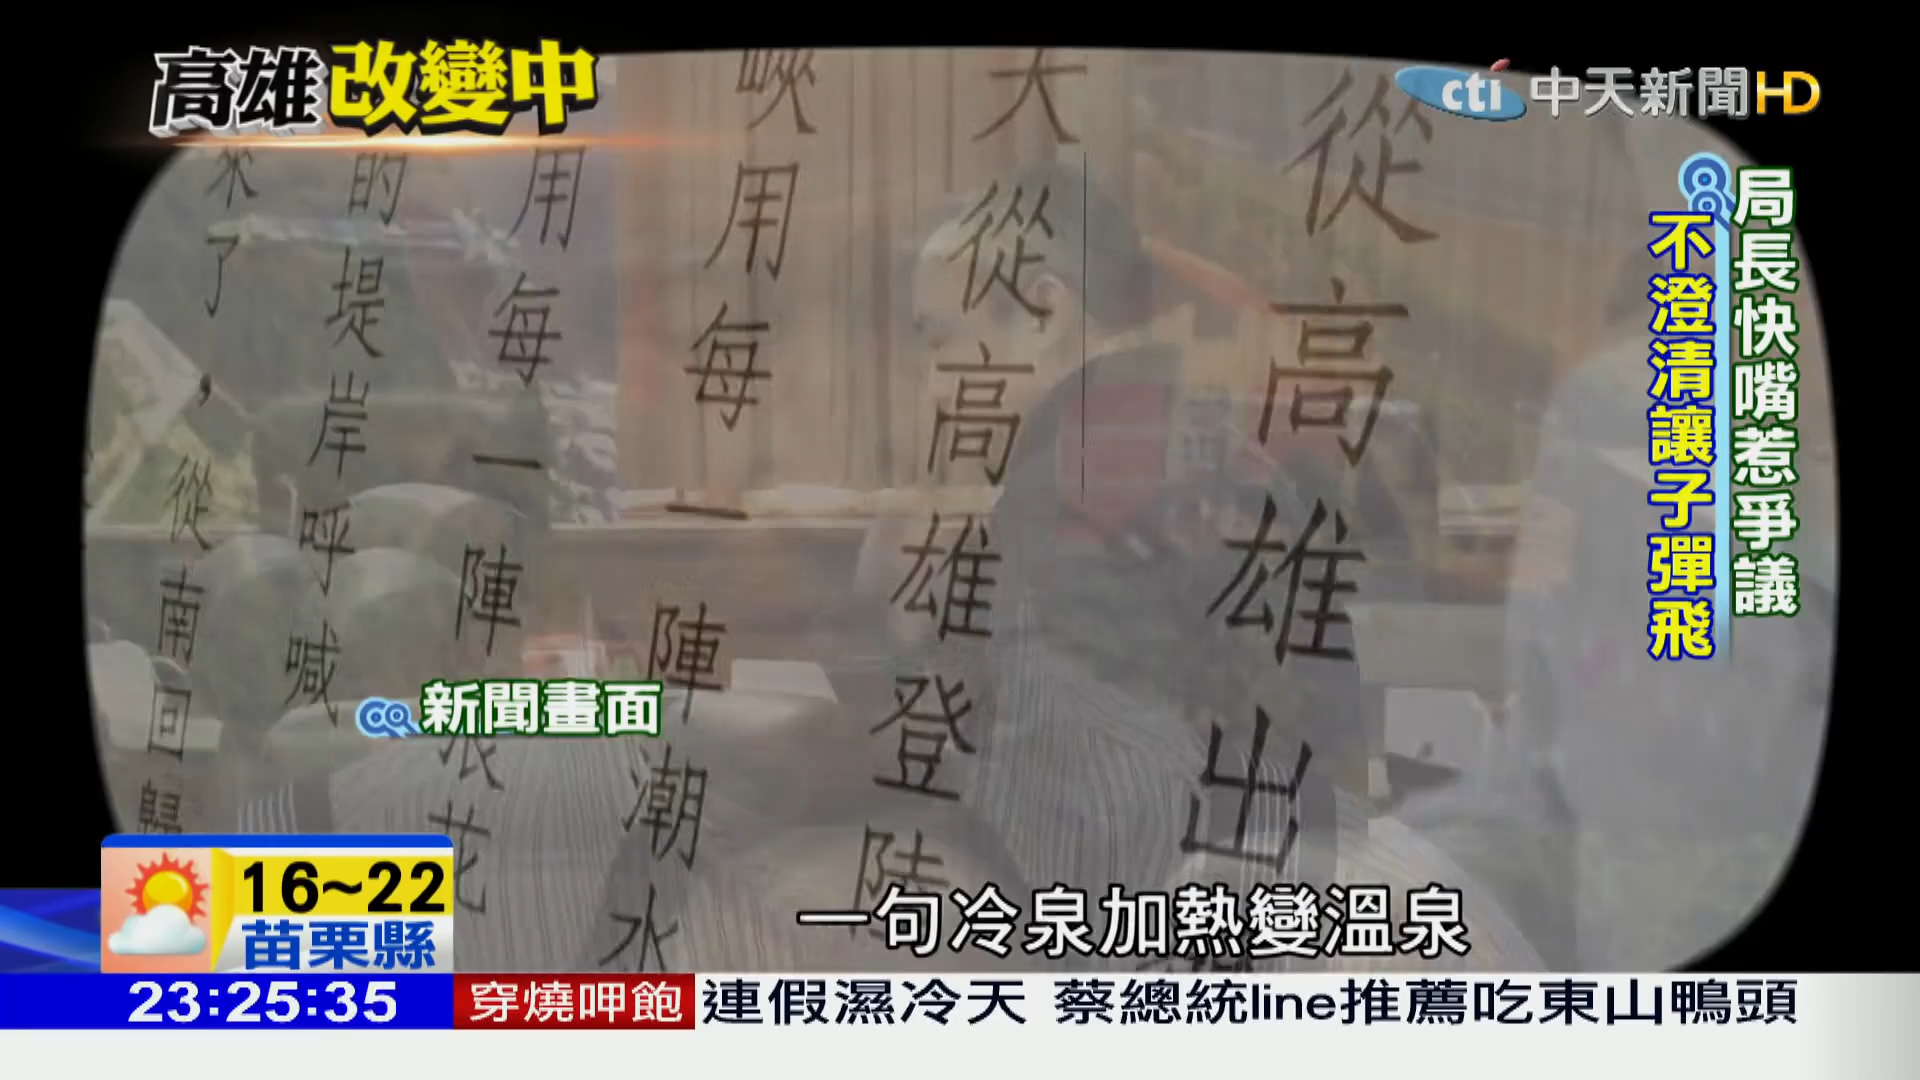 高雄改變中
cti 中天新聞HD
局長快嘴惹爭議
不澄清讓子彈飛
從高雄出
天從高雄登陸
峽用每一陣潮水
用每一陣浪花
的堤岸呼喊
來了，從南回歸
新聞畫面
16~22
苗栗縣
一句冷泉加熱變溫泉
23:25:35
穿燒呷飽 連假濕冷天 蔡總統line推薦吃東山鴨頭